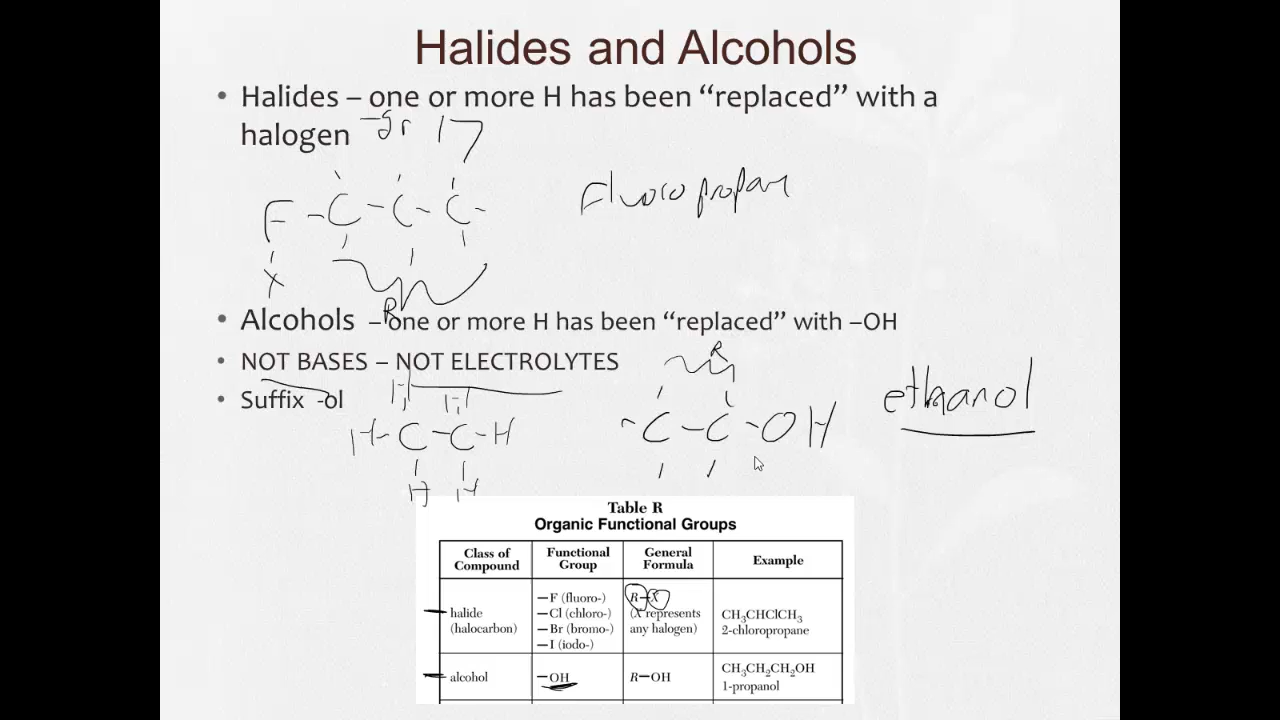 Halides and Alcohols
• Halides – one or more H has been “replaced” with a
halogen – gr 17
Fluoropropane
F – C – C – C –
X
R
• Alcohols – one or more H has been “replaced” with –OH
• NOT BASES – NOT ELECTROLYTES
• Suffix -ol
R
H H
H – C – C – H
H H
– C – C – OH
ethanol
Table R
Organic Functional Groups
Class of Compound Functional Group General Formula Example
halide (halocarbon) —F (fluoro-) —Cl (chloro-) —Br (bromo-) —I (iodo-) R—X (X represents any halogen) CH3CHClCH3 2-chloropropane
alcohol —OH R—OH CH3CH2CH2OH 1-propanol